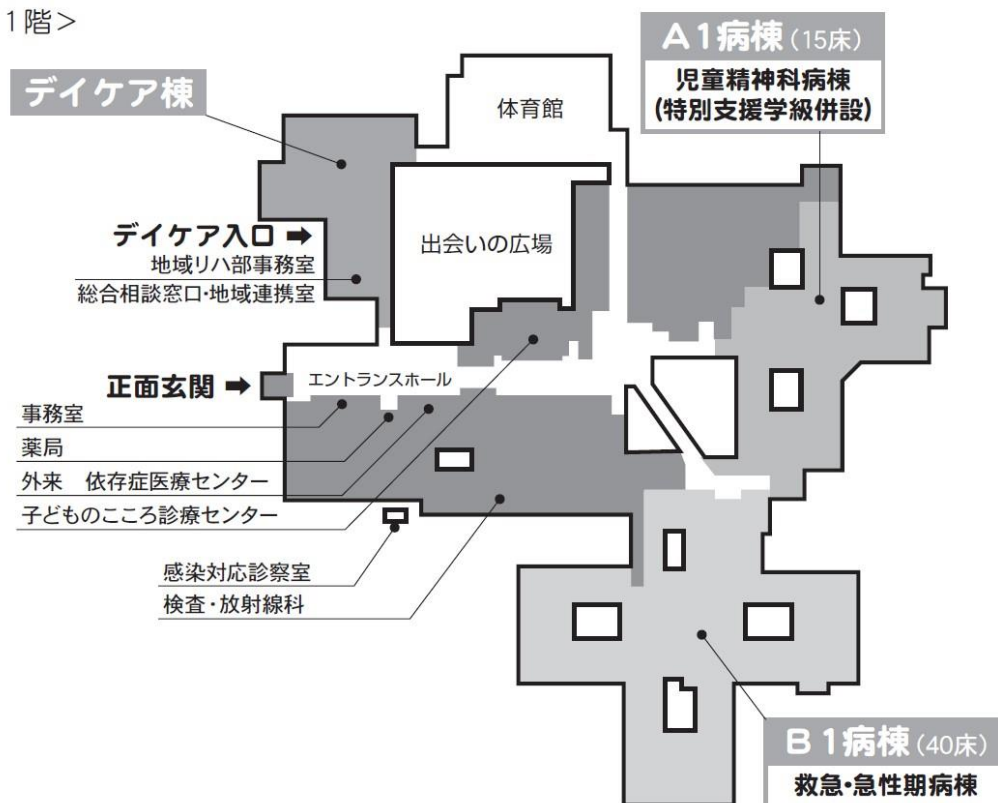 1階>
A1病棟(15床)
児童精神科病棟
(特別支援学級併設)
デイケア棟
体育館
出会いの広場
デイケア入口 ➡
地域リハ部事務室
総合相談窓口・地域連携室
エントランスホール
正面玄関 ➡
事務室
薬局
外来 依存症医療センター
子どものこころ診療センター
感染対応診察室
検査・放射線科
B1病棟(40床)
救急・急性期病棟